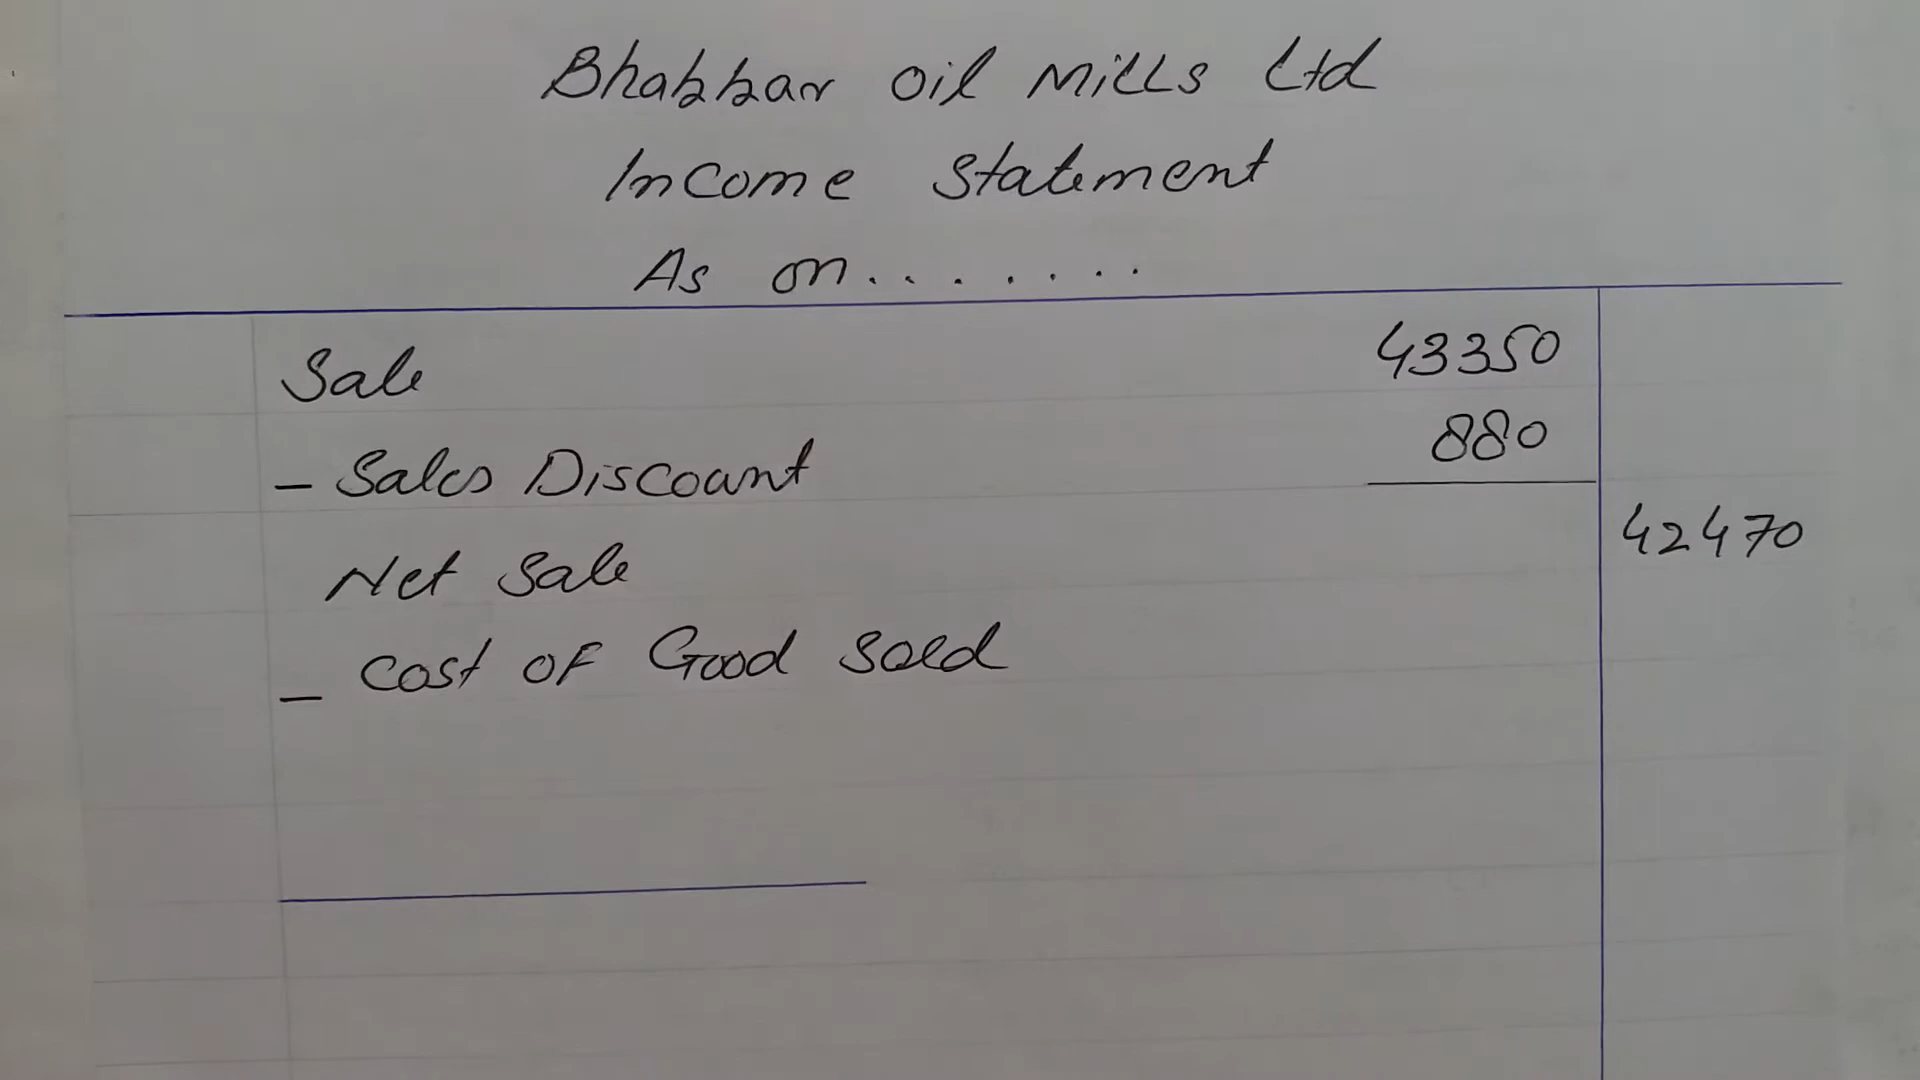 Bhabbar Oil Mills Ltd
Income Statement
As on........
Sale 43350
- Sales Discount 880
Net Sale 42470
- Cost of Good Sold